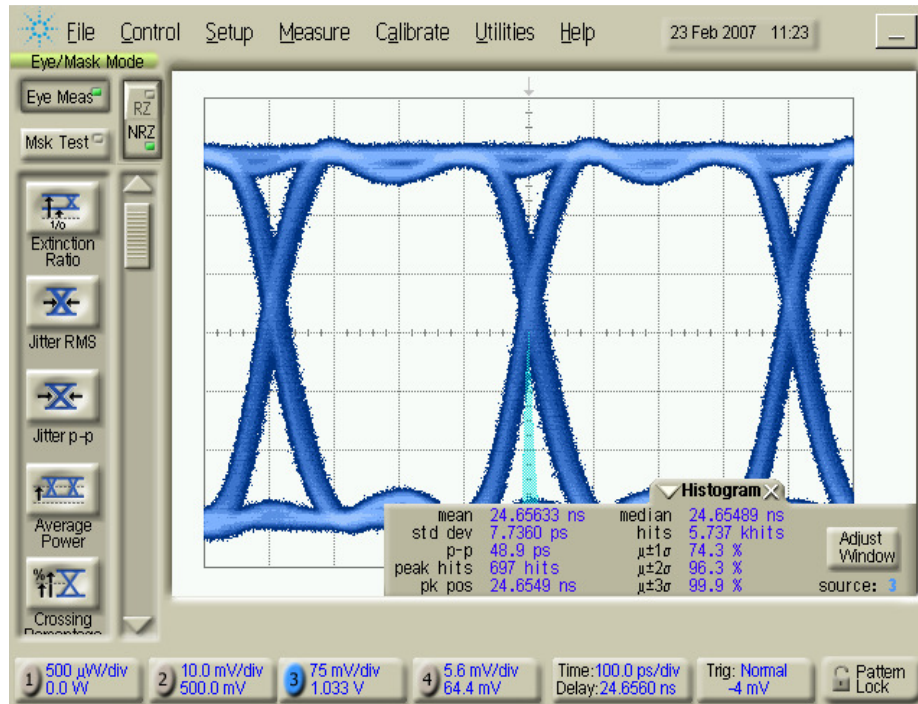 File Control Setup Measure Calibrate Utilities Help 23 Feb 2007 11:23
Eye/Mask Mode
Eye Meas
RZ
NRZ
Msk Test
1/0
Extinction
Ratio
Jitter RMS
Jitter p-p
Average
Power
%
Crossing
Percentage
Histogram
mean 24.65633 ns median 24.65489 ns
std dev 7.7360 ps hits 5.737 khits
p-p 48.9 ps µ±1σ 74.3 %
peak hits 697 hits µ±2σ 96.3 %
pk pos 24.6549 ns µ±3σ 99.9 %
Adjust
Window
source: 3
1 500 µW/div
0.0 W
2 10.0 mV/div
500.0 mV
3 75 mV/div
1.033 V
4 5.6 mV/div
64.4 mV
Time:100.0 ps/div
Delay:24.6560 ns
Trig: Normal
-4 mV
Pattern
Lock